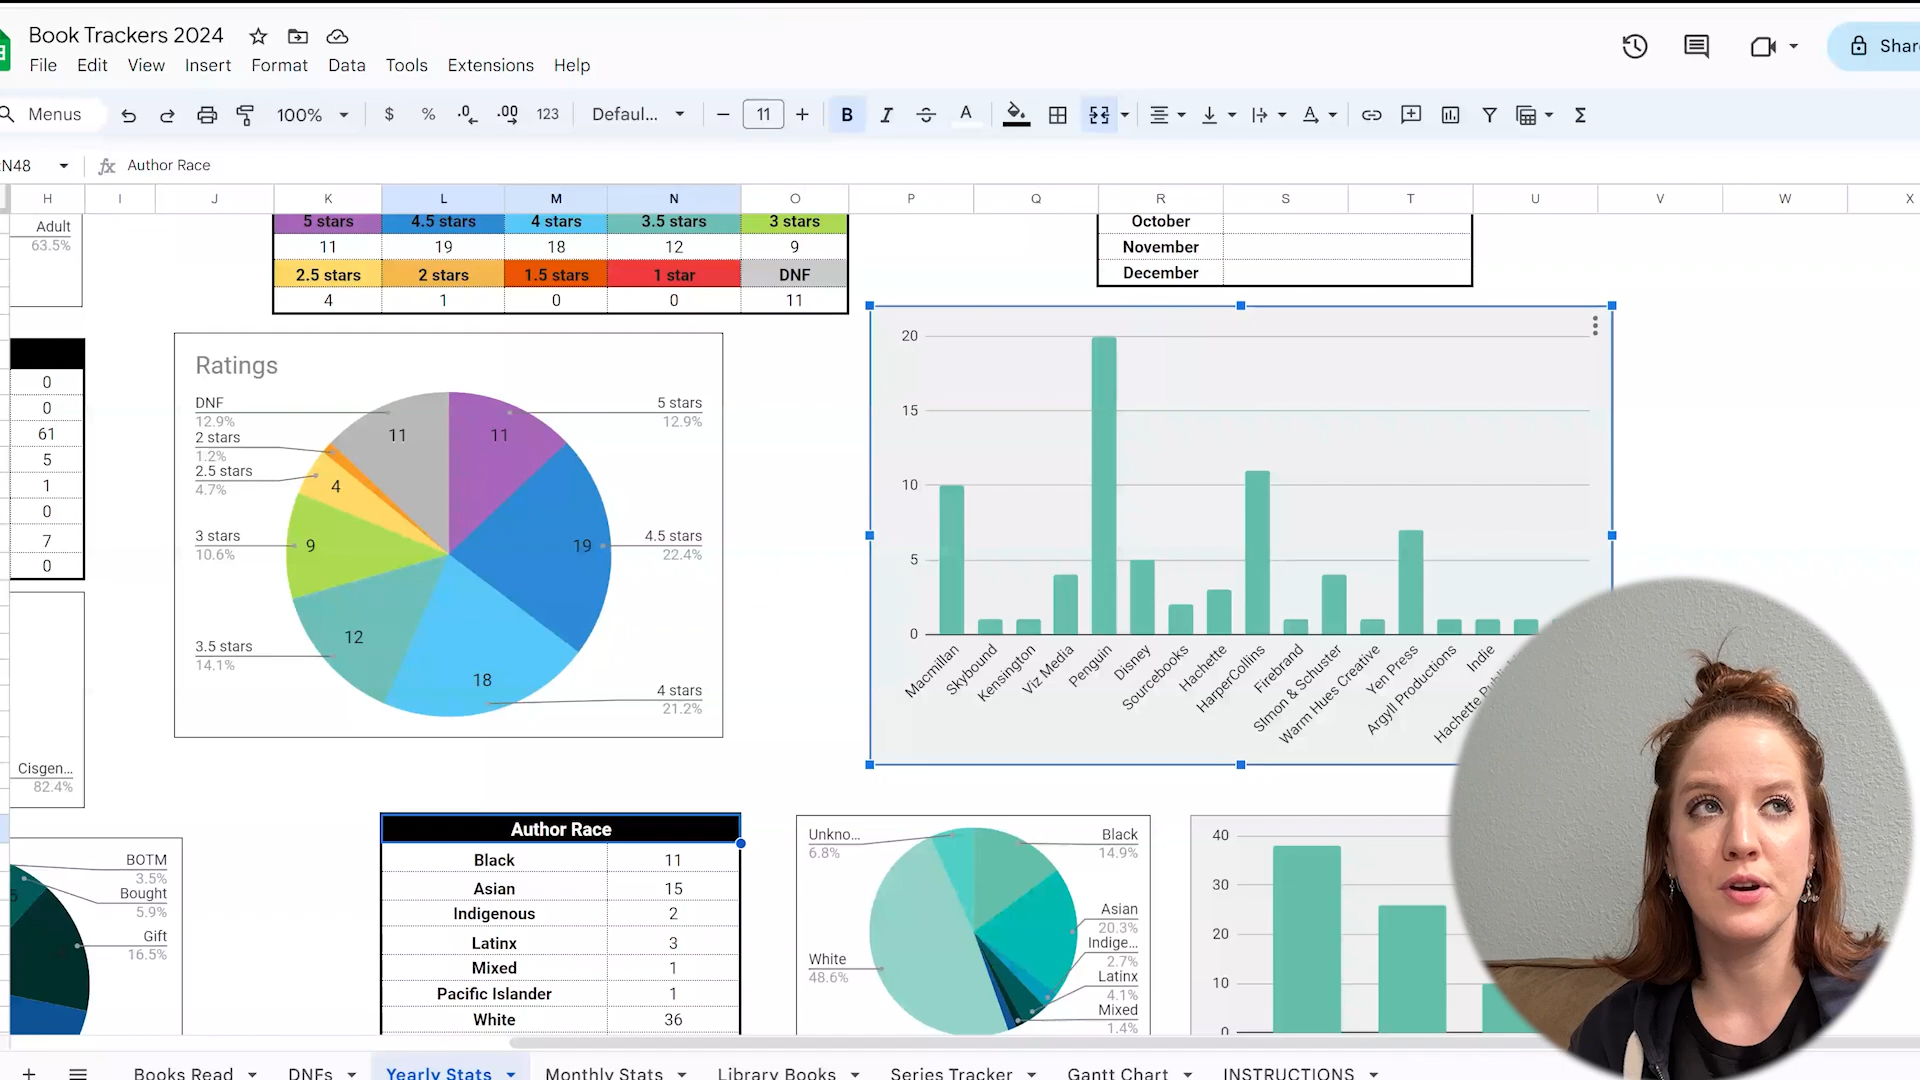 Book Trackers 2024
File Edit View Insert Format Data Tools Extensions Help
Menus 100% $ % .0 .00 123 Defaul... 11 B I A
N48 fx Author Race
H I J K L M N O P Q R S T U V W X
Adult
63.5%
5 stars 4.5 stars 4 stars 3.5 stars 3 stars
11 19 18 12 9
2.5 stars 2 stars 1.5 stars 1 star DNF
4 1 0 0 11
October
November
December
0
0
61
5
1
0
7
0
Cisgen...
82.4%
Ratings
DNF
12.9%
2 stars
1.2%
2.5 stars
4.7%
3 stars
10.6%
3.5 stars
14.1%
5 stars
12.9%
4.5 stars
22.4%
4 stars
21.2%
11
11
4
19
9
12
18
20
15
10
5
0
Macmillan
Skybound
Kensington
Viz Media
Penguin
Disney
Sourcebooks
Hachette
HarperCollins
Firebrand
SImon & Schuster
Warm Hues Creative
Yen Press
Argyll Productions
Indie
Hachette
BOTM
3.5%
Bought
5.9%
Gift
16.5%
Author Race
Black 11
Asian 15
Indigenous 2
Latinx 3
Mixed 1
Pacific Islander 1
White 36
Unkno...
6.8%
White
48.6%
Black
14.9%
Asian
20.3%
Indige...
2.7%
Latinx
4.1%
Mixed
1.4%
40
30
20
10
0
Books Read DNFs Yearly Stats Monthly Stats Library Books Series Tracker Gantt Chart INSTRUCTIONS